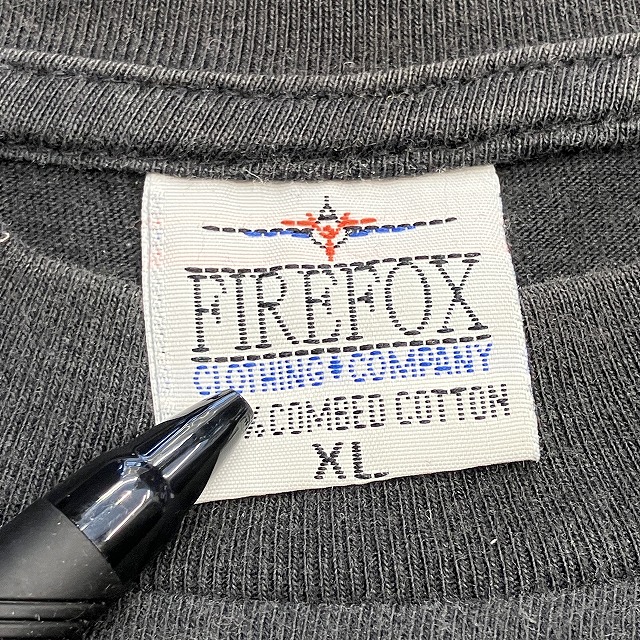 FIREFOX
CLOTHING COMPANY
% COMBED COTTON
XL